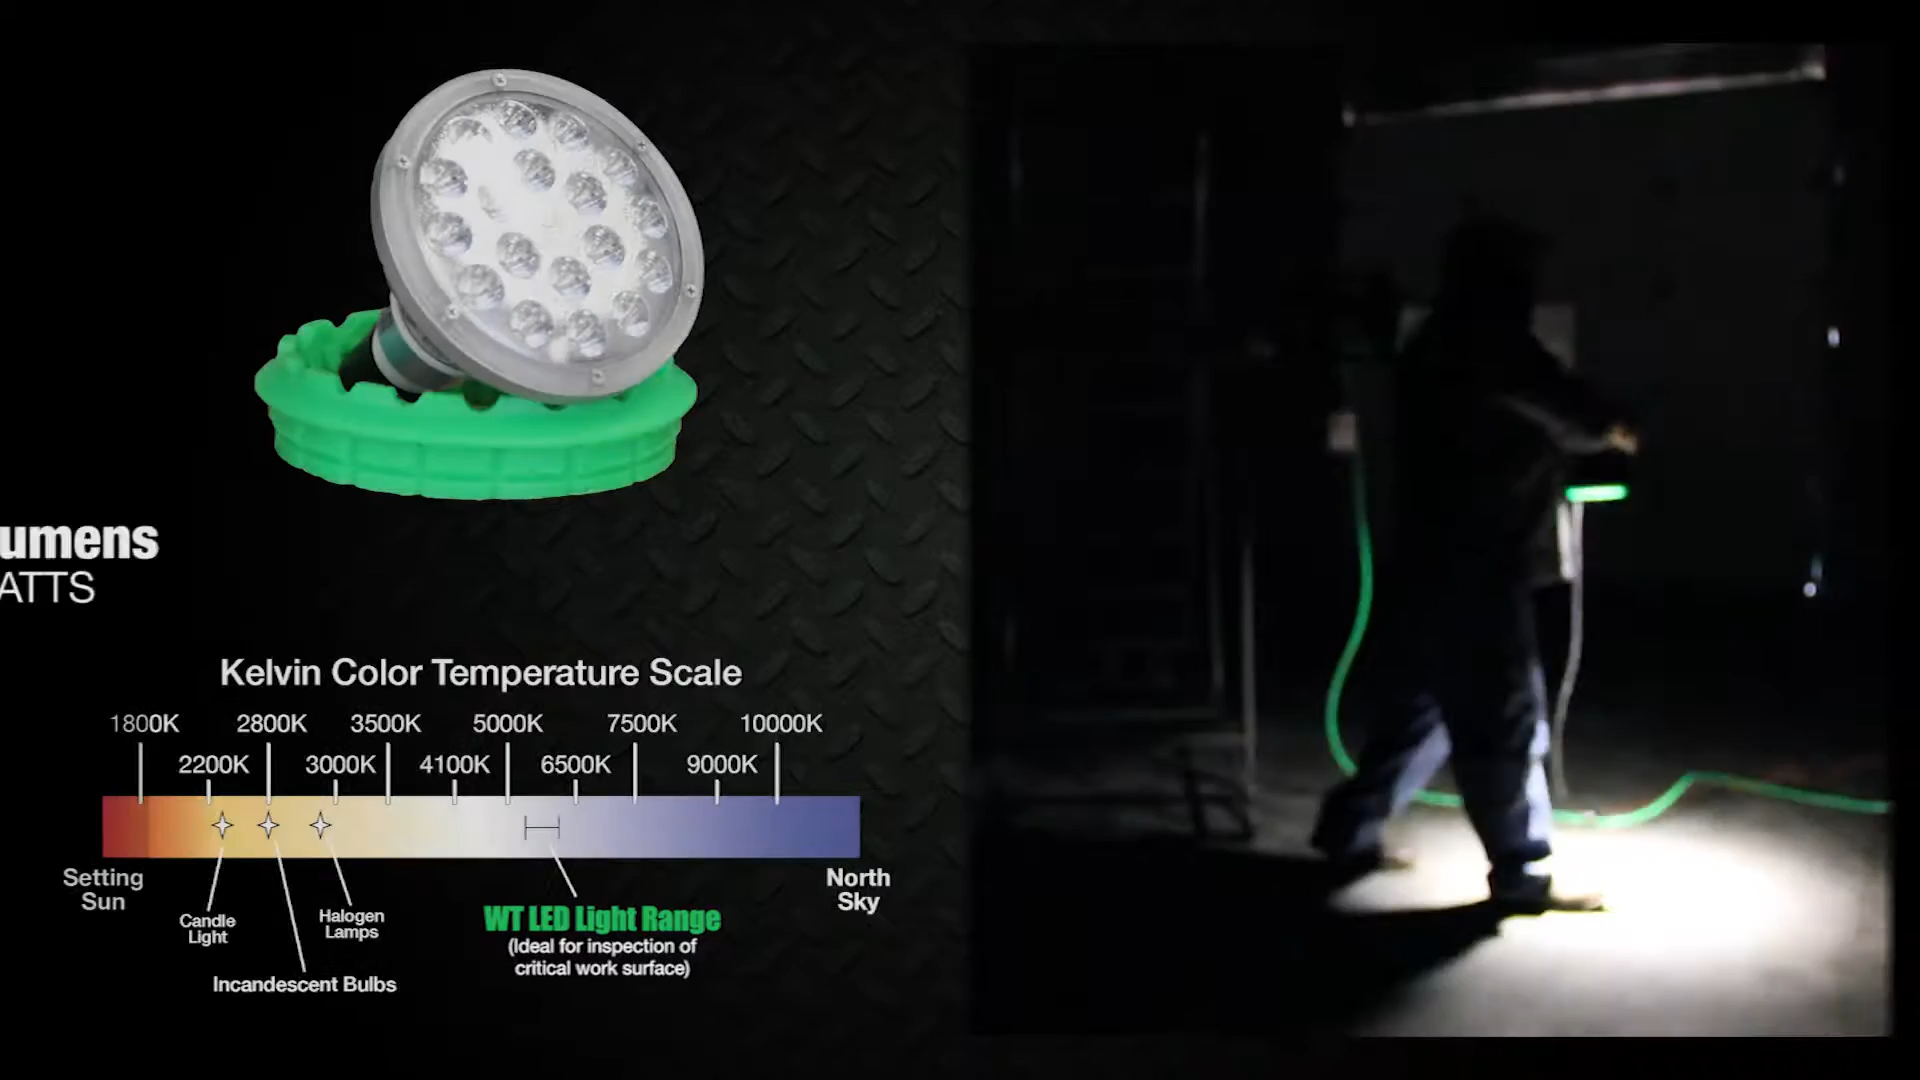 umens
ATTS
Kelvin Color Temperature Scale
1800K 2800K 3500K 5000K 7500K 10000K
2200K 3000K 4100K 6500K 9000K
Setting
Sun
North
Sky
Candle
Light
Halogen
Lamps
Incandescent Bulbs
WT LED Light Range
(Ideal for inspection of
critical work surface)